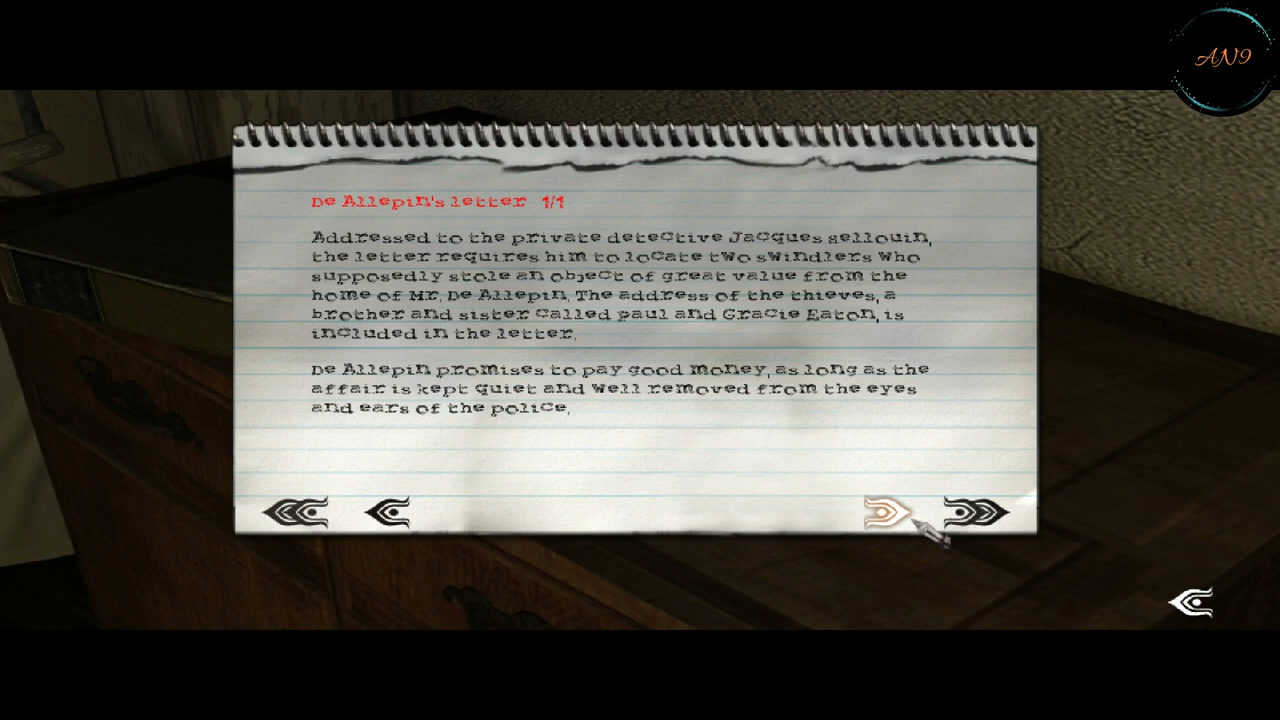 AN9
De Allepin's letter 1/1
Addressed to the private detective Jacques Sellouin,
the letter requires him to locate two swindlers who
supposedly stole an object of great value from the
home of Mr. De Allepin. The address of the thieves, a
brother and sister called Paul and Gracie Eaton, is
included in the letter.
De Allepin promises to pay good money, as long as the
affair is kept quiet and well removed from the eyes
and ears of the police.